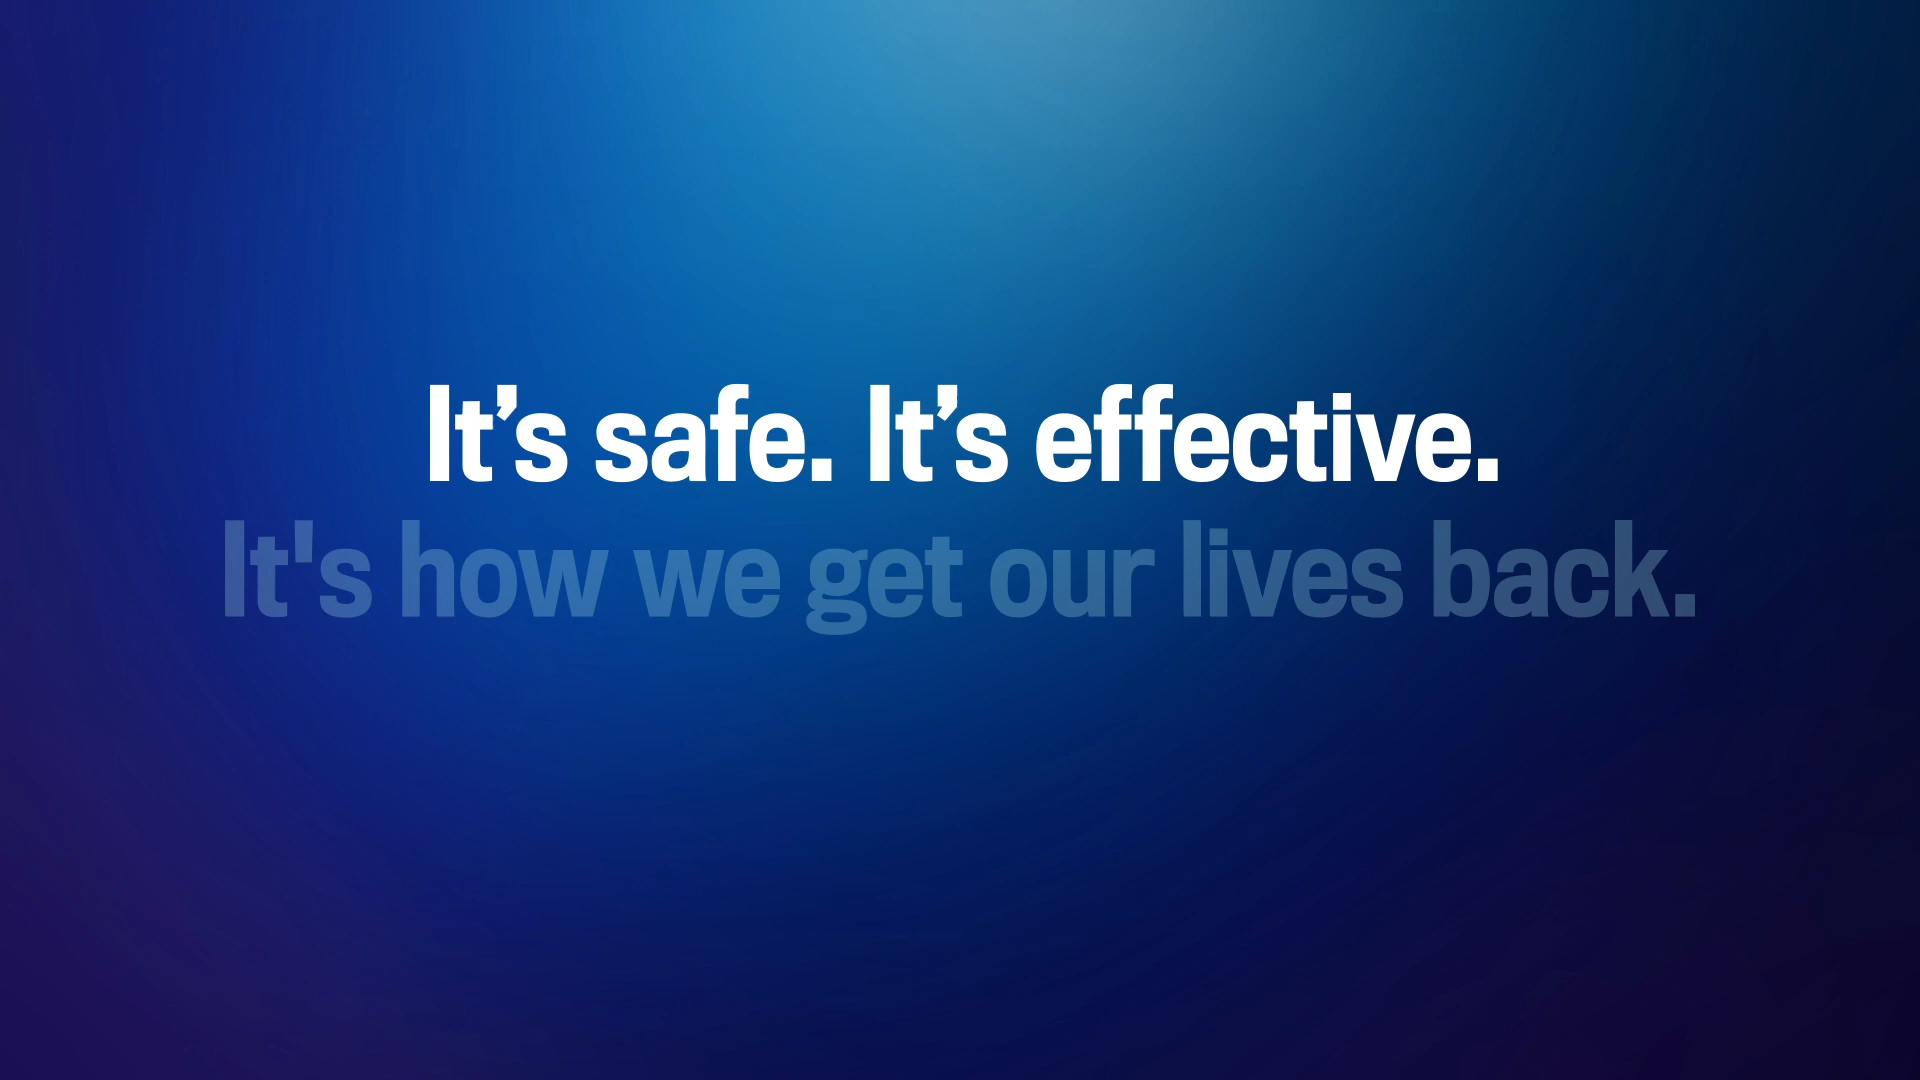 It’s safe. It’s effective.
It's how we get our lives back.